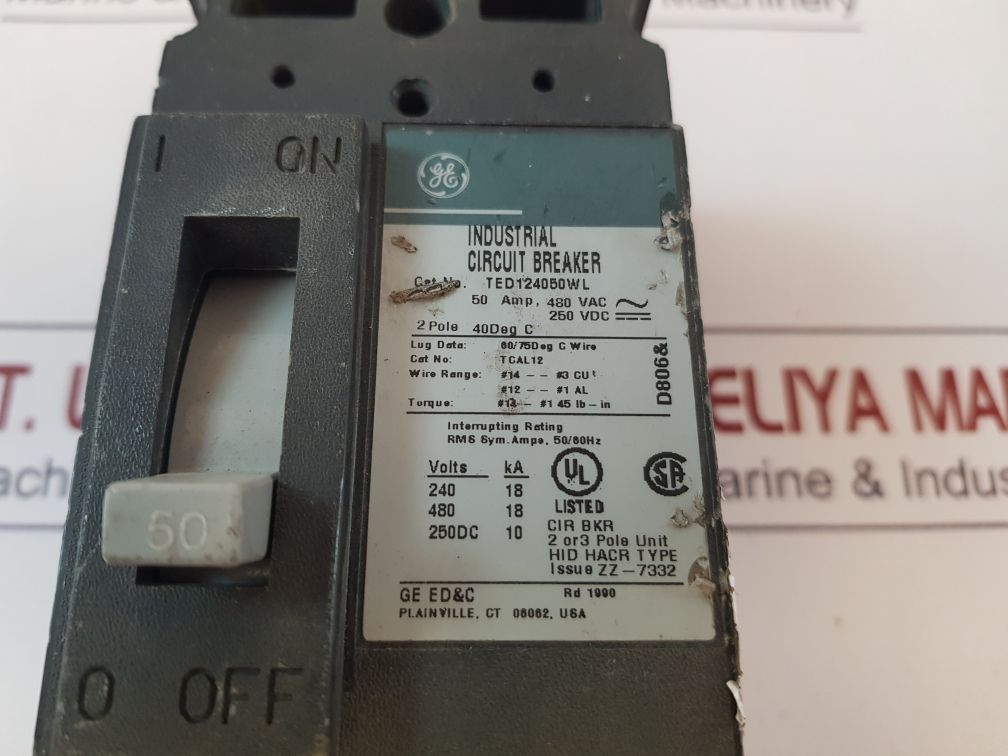 Machinery
I ON
GE
INDUSTRIAL
CIRCUIT BREAKER
Cat No. TED124050WL
50 Amp, 480 VAC
250 VDC
2 Pole 40Deg C
Lug Data: 60/75Deg C Wire
Cat No: TCAL12
Wire Range: #14 -- #3 CU
#12 -- #1 AL
Torque: #14- #1 45 lb-in
D806&
Interrupting Rating
RMS Sym. Amps, 50/60Hz
Volts kA
240 18
480 18
250DC 10
UL
LISTED
SA
CIR BKR
2 or3 Pole Unit
HID HACR TYPE
Issue ZZ-7332
GE ED&C Rd 1990
PLAINVILLE, CT 06062, USA
50
O OFF
T. U
ELIYA MA
arine & Indus